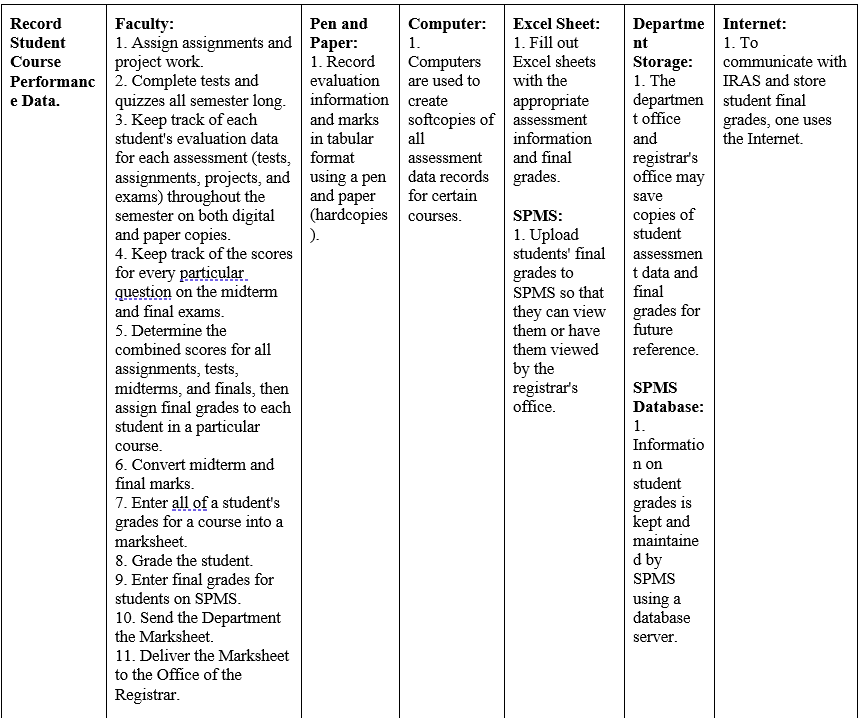 Record
Student
Course
Performanc
e Data.
Faculty:
1. Assign assignments and
project work.
2. Complete tests and
quizzes all semester long.
3. Keep track of each
student's evaluation data
for each assessment (tests,
assignments, projects, and
exams) throughout the
semester on both digital
and paper copies.
4. Keep track of the scores
for every particular
question on the midterm
and final exams.
5. Determine the
combined scores for all
assignments, tests,
midterms, and finals, then
assign final grades to each
student in a particular
course.
6. Convert midterm and
final marks.
7. Enter all of a student's
grades for a course into a
marksheet.
8. Grade the student.
9. Enter final grades for
students on SPMS.
10. Send the Department
the Marksheet.
11. Deliver the Marksheet
to the Office of the
Registrar.
Pen and
Paper:
1. Record
evaluation
information
and marks
in tabular
format
using a pen
and paper
(hardcopies
).
Computer:
1.
Computers
are used to
create
softcopies of
all
assessment
data records
for certain
courses.
Excel Sheet:
1. Fill out
Excel sheets
with the
appropriate
assessment
information
and final
grades.
SPMS:
1. Upload
students' final
grades to
SPMS so that
they can view
them or have
them viewed
by the
registrar's
office.
Departme
nt
Storage:
1. The
departmen
t office
and
registrar's
office may
save
copies of
student
assessmen
t data and
final
grades for
future
reference.
SPMS
Database:
1.
Informatio
n on
student
grades is
kept and
maintaine
d by
SPMS
using a
database
server.
Internet:
1. To
communicate with
IRAS and store
student final
grades, one uses
the Internet.